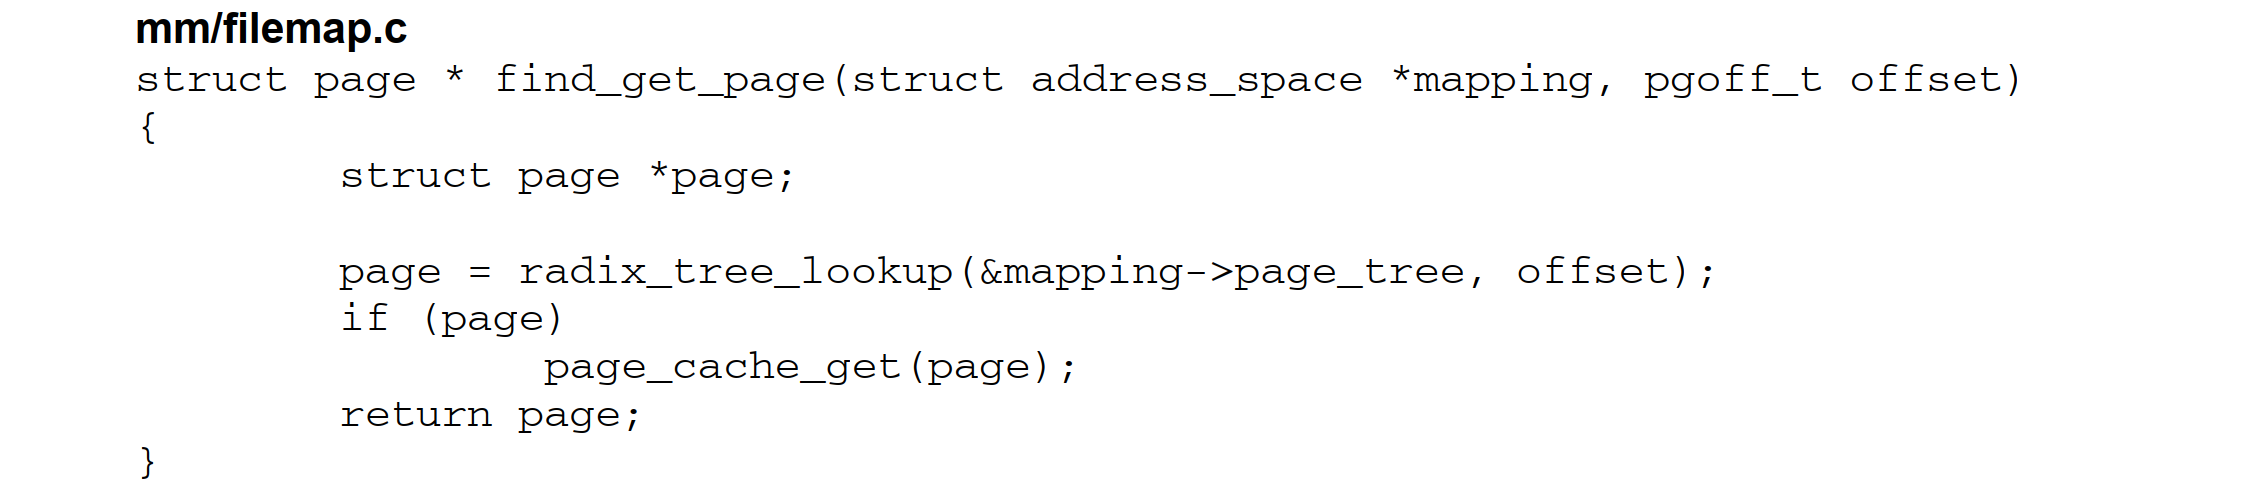 mm/filemap.c
struct page * find_get_page(struct address_space *mapping, pgoff_t offset)
{
        struct page *page;

        page = radix_tree_lookup(&mapping->page_tree, offset);
        if (page)
                page_cache_get(page);
        return page;
}